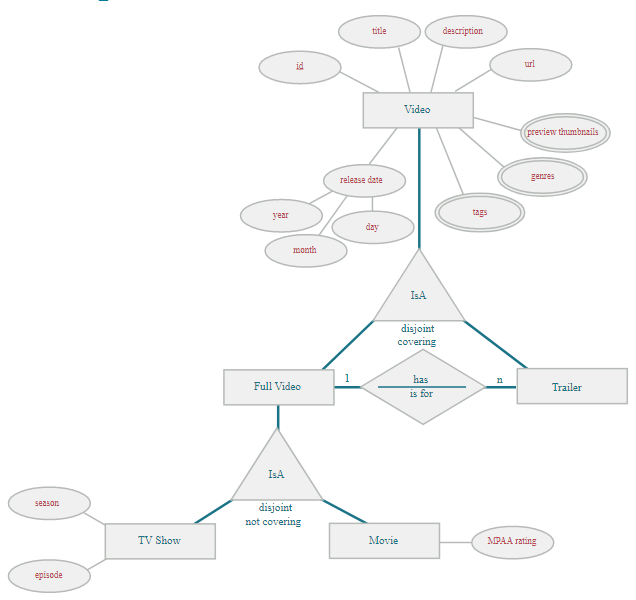 title
description
id
url
Video
preview thumbnails
genres
release date
tags
year
day
month
IsA
disjoint
covering
Full Video
1
has
is for
n
Trailer
IsA
disjoint
not covering
season
TV Show
Movie
MPAA rating
episode